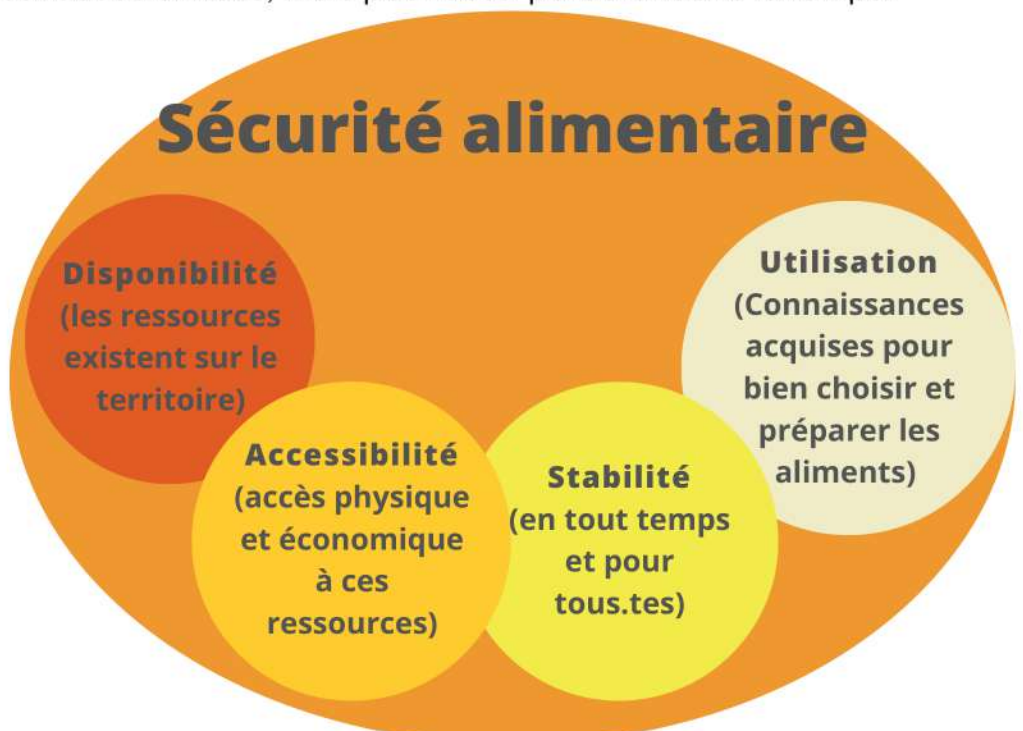 Sécurité alimentaire
Disponibilité
(les ressources
existent sur le
territoire)
Accessibilité
(accès physique
et économique
à ces
ressources)
Stabilité
(en tout temps
et pour
tous.tes)
Utilisation
(Connaissances
acquises pour
bien choisir et
préparer les
aliments)